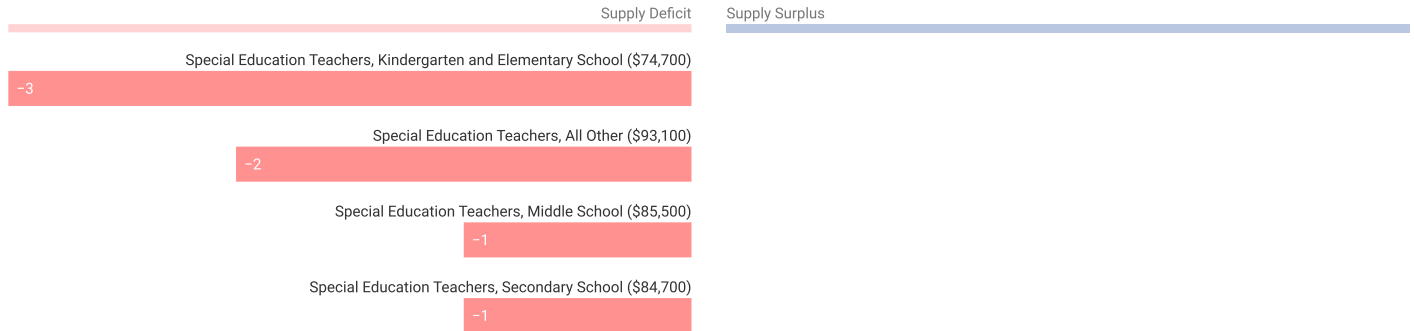 Supply Deficit
Supply Surplus
Special Education Teachers, Kindergarten and Elementary School ($74,700)
−3
Special Education Teachers, All Other ($93,100)
−2
Special Education Teachers, Middle School ($85,500)
−1
Special Education Teachers, Secondary School ($84,700)
−1